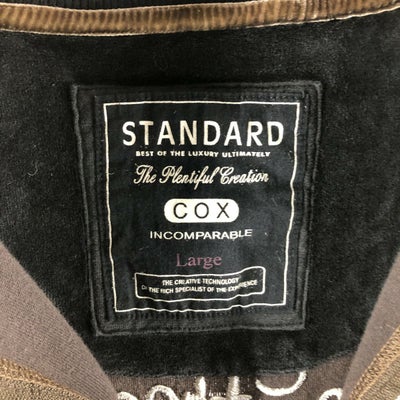 STANDARD
BEST OF THE LUXURY ULTIMATELY
The Plentiful Creation
COX
INCOMPARABLE
Large
THE CREATIVE TECHNOLOGY
OF THE RICH SPECIALIST OF THE EXPERIENCE